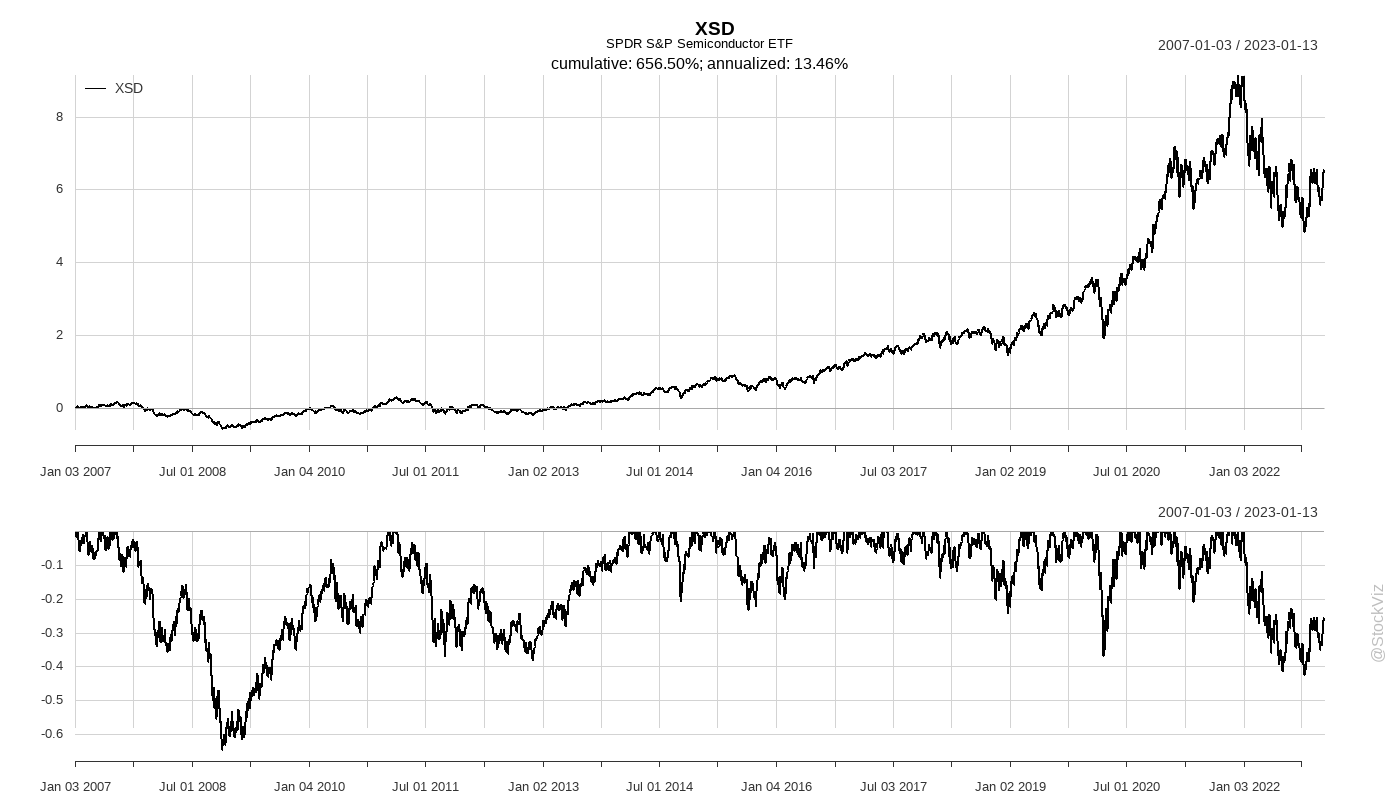 XSD
SPDR S&P Semiconductor ETF
cumulative: 656.50%; annualized: 13.46%
2007-01-03 / 2023-01-13
XSD
8
6
4
2
0
Jan 03 2007 Jul 01 2008 Jan 04 2010 Jul 01 2011 Jan 02 2013 Jul 01 2014 Jan 04 2016 Jul 03 2017 Jan 02 2019 Jul 01 2020 Jan 03 2022
2007-01-03 / 2023-01-13
-0.1
-0.2
-0.3
-0.4
-0.5
-0.6
Jan 03 2007 Jul 01 2008 Jan 04 2010 Jul 01 2011 Jan 02 2013 Jul 01 2014 Jan 04 2016 Jul 03 2017 Jan 02 2019 Jul 01 2020 Jan 03 2022
@StockViz